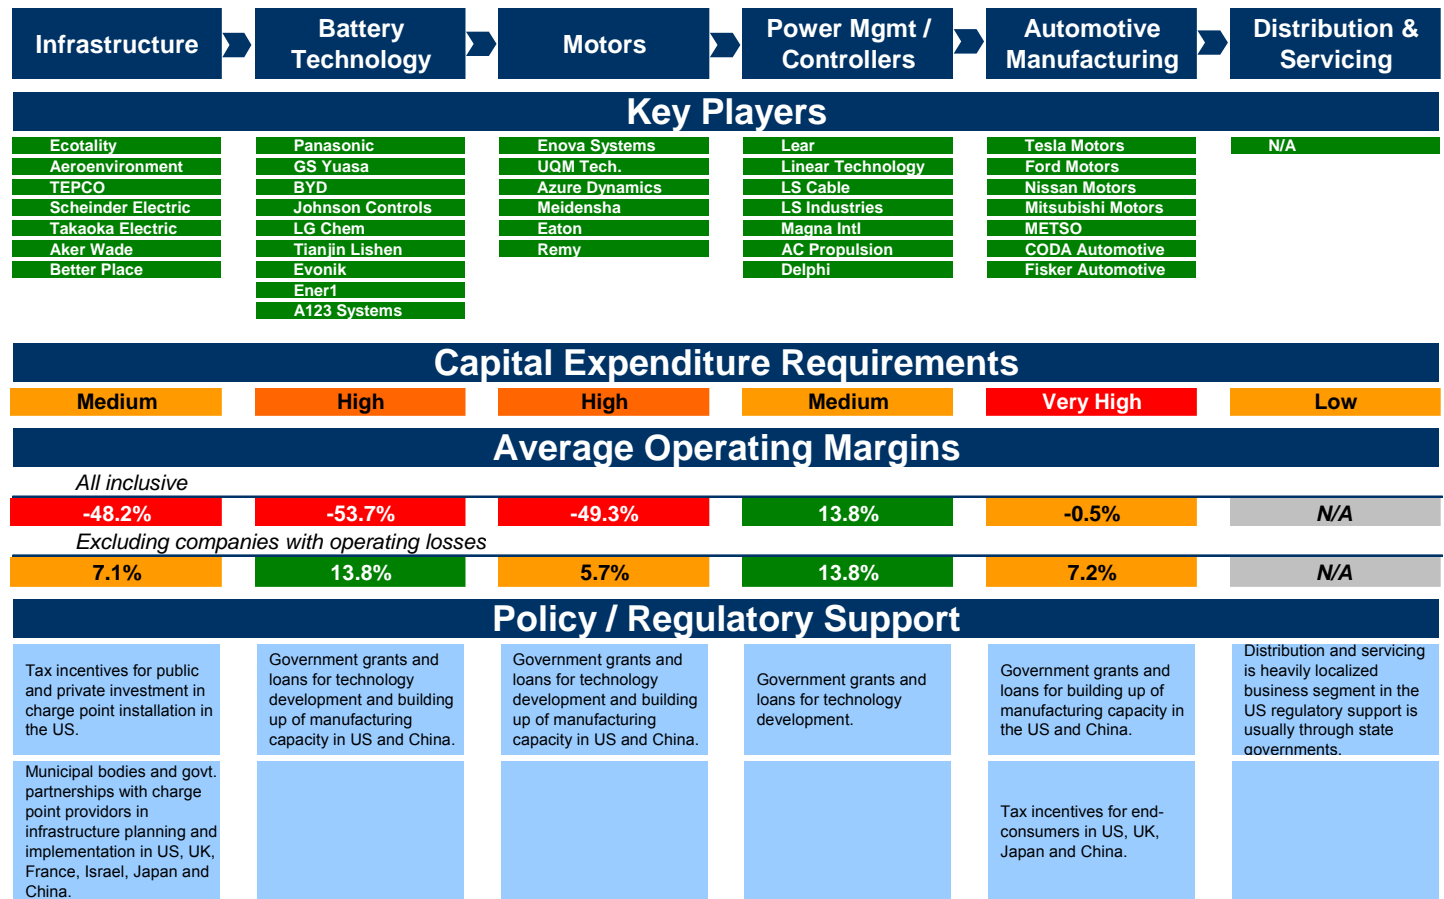 Infrastructure
Battery
Technology
Motors
Power Mgmt /
Controllers
Automotive
Manufacturing
Distribution &
Servicing
Key Players
Ecotality
Aeroenvironment
TEPCO
Scheinder Electric
Takaoka Electric
Aker Wade
Better Place
Panasonic
GS Yuasa
BYD
Johnson Controls
LG Chem
Tianjin Lishen
Evonik
Ener1
A123 Systems
Enova Systems
UQM Tech.
Azure Dynamics
Meidensha
Eaton
Remy
Lear
Linear Technology
LS Cable
LS Industries
Magna Intl
AC Propulsion
Delphi
Tesla Motors
Ford Motors
Nissan Motors
Mitsubishi Motors
METSO
CODA Automotive
Fisker Automotive
N/A
Capital Expenditure Requirements
Medium
High
High
Medium
Very High
Low
Average Operating Margins
All inclusive
-48.2%
-53.7%
-49.3%
13.8%
-0.5%
N/A
Excluding companies with operating losses
7.1%
13.8%
5.7%
13.8%
7.2%
N/A
Policy / Regulatory Support
Tax incentives for public
and private investment in
charge point installation in
the US.
Government grants and
loans for technology
development and building
up of manufacturing
capacity in US and China.
Government grants and
loans for technology
development and building
up of manufacturing
capacity in US and China.
Government grants and
loans for technology
development.
Government grants and
loans for building up of
manufacturing capacity in
the US and China.
Distribution and servicing
is heavily localized
business segment in the
US regulatory support is
usually through state
governments.
Municipal bodies and govt.
partnerships with charge
point providors in
infrastructure planning and
implementation in US, UK,
France, Israel, Japan and
China.
Tax incentives for end-
consumers in US, UK,
Japan and China.